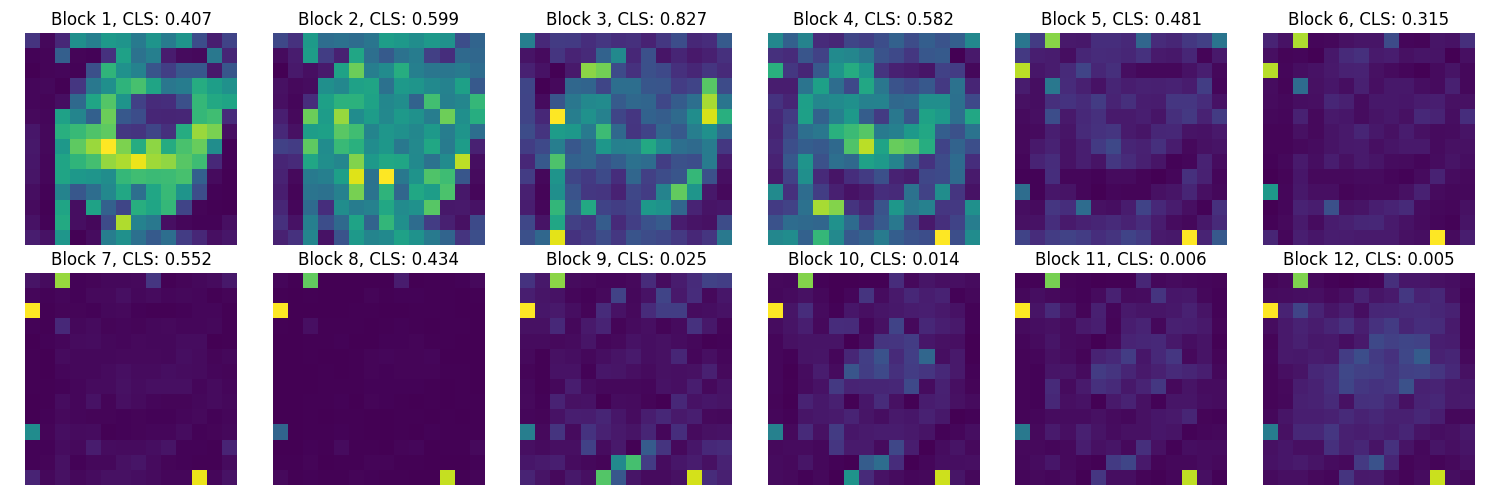 Block 1, CLS: 0.407
Block 2, CLS: 0.599
Block 3, CLS: 0.827
Block 4, CLS: 0.582
Block 5, CLS: 0.481
Block 6, CLS: 0.315
Block 7, CLS: 0.552
Block 8, CLS: 0.434
Block 9, CLS: 0.025
Block 10, CLS: 0.014
Block 11, CLS: 0.006
Block 12, CLS: 0.005